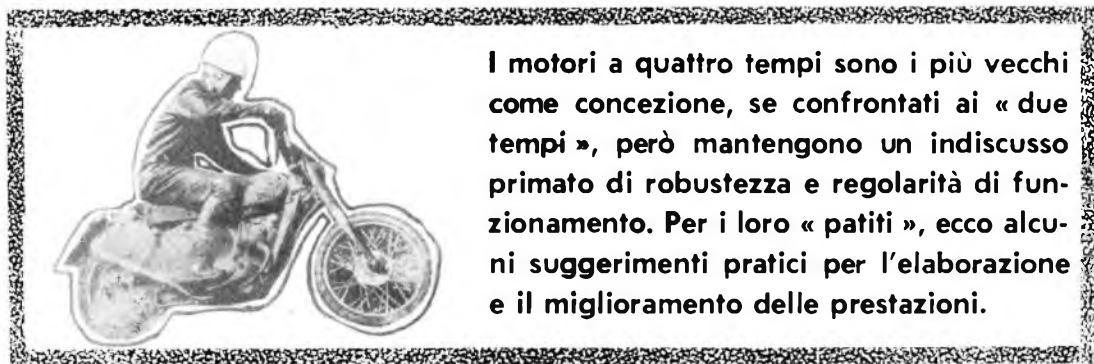 I motori a quattro tempi sono i più vecchi
come concezione, se confrontati ai « due
tempi », però mantengono un indiscusso
primato di robustezza e regolarità di fun-
zionamento. Per i loro « patiti », ecco alcu-
ni suggerimenti pratici per l'elaborazione
e il miglioramento delle prestazioni.